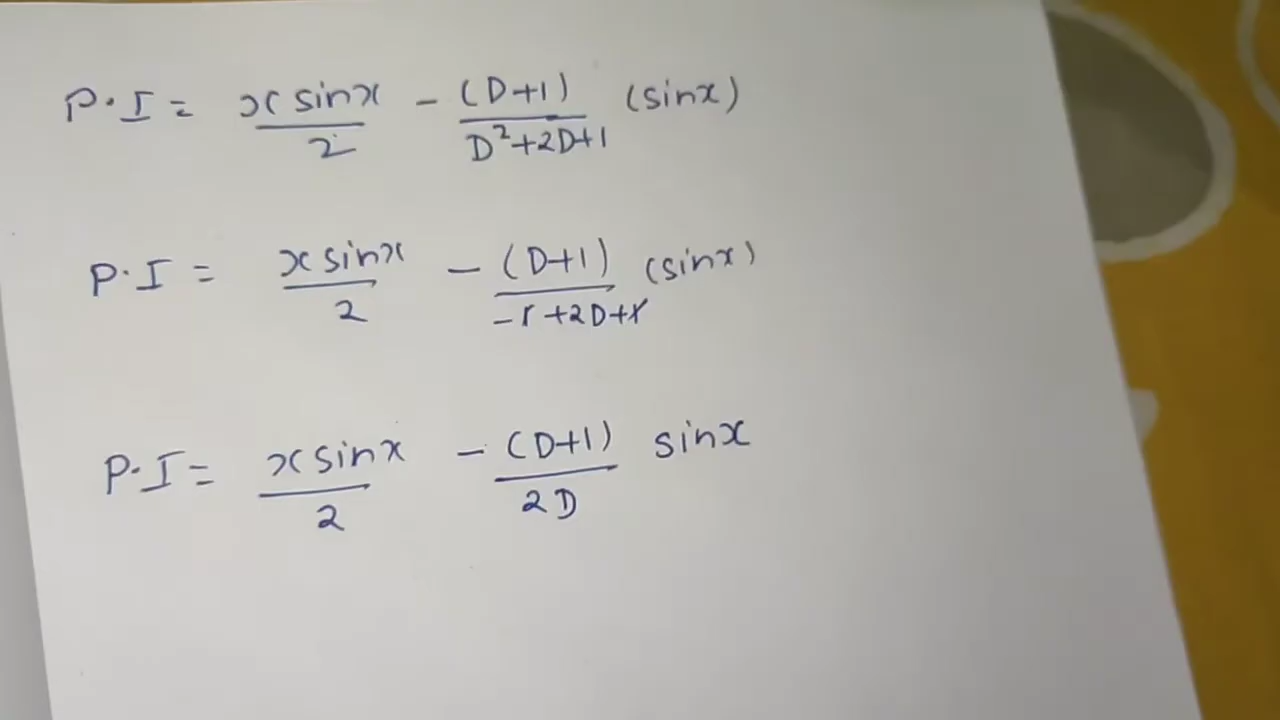 P.I = x sinx / 2 - (D+1) / D²+2D+1 (sinx)
P.I = x sinx / 2 - (D+1) / -1+2D+1 (sinx)
P.I = x sinx / 2 - (D+1) / 2D sinx